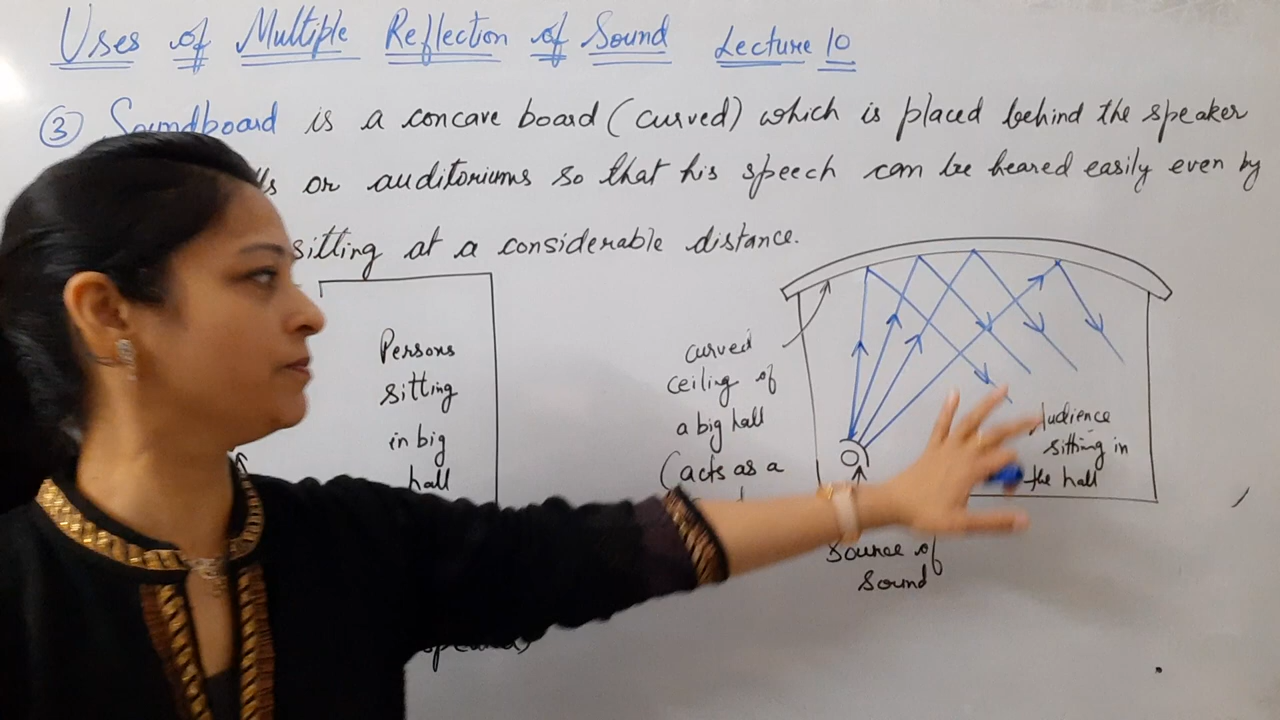 Uses of Multiple Reflection of Sound Lecture 10
③ Soundboard is a concave board (curved) which is placed behind the speaker
or auditoriums so that his speech can be heared easily even by
sitting at a considerable distance.
Persons
sitting
in big
hall
curved
ceiling of
a big hall
(acts as a
Audience
sitting in
the hall
Source of
Sound